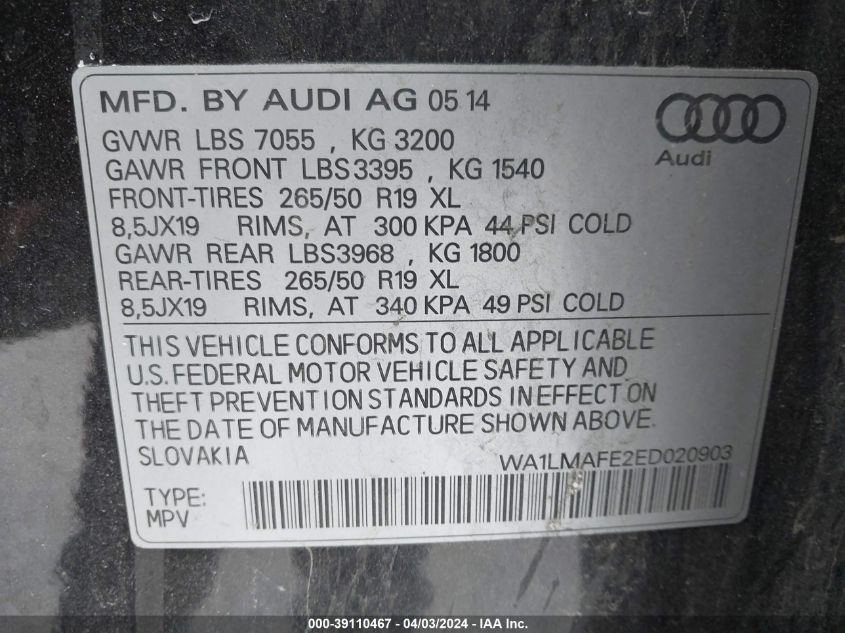 MFD. BY AUDI AG 05 14
Audi
GVWR LBS 7055 , KG 3200
GAWR FRONT LBS3395 , KG 1540
FRONT-TIRES 265/50 R19 XL
8,5JX19 RIMS, AT 300 KPA 44 PSI COLD
GAWR REAR LBS3968 , KG 1800
REAR-TIRES 265/50 R19 XL
8,5JX19 RIMS, AT 340 KPA 49 PSI COLD
THIS VEHICLE CONFORMS TO ALL APPLICABLE
U.S. FEDERAL MOTOR VEHICLE SAFETY AND
THEFT PREVENTION STANDARDS IN EFFECT ON
THE DATE OF MANUFACTURE SHOWN ABOVE.
SLOVAKIA WA1LMAFE2ED020903
TYPE:
MPV
000-39110467 - 04/03/2024 - IAA Inc.